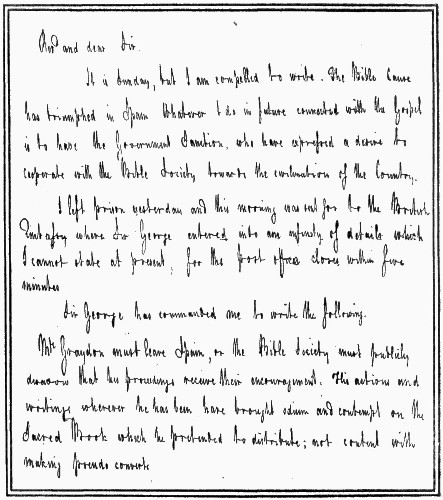 Revd and dear Sir.
It is Sunday, but I am compelled to write. The Bible Cause
has triumphed in Spain Whatever I do in future connected with the Gospel
is to have the Government Sanction, who have expressed a desire to
cooperate with the Bible Society towards the civilization of the Country.
I left prison yesterday and this morning was sent for to the British
Embassy where Sir George entered into an infinity of details which
I cannot state at present, for the post office closes within five
minutes
Sir George has commanded me to write the following.
Mr Graydon must leave Spain, or the Bible Society must publicly
disavow that his proceedings receive their encouragement. His actions and
writings wherever he has been have brought odium and contempt on the
Sacred Book which he pretended to distribute; not content with
making pseudo converts